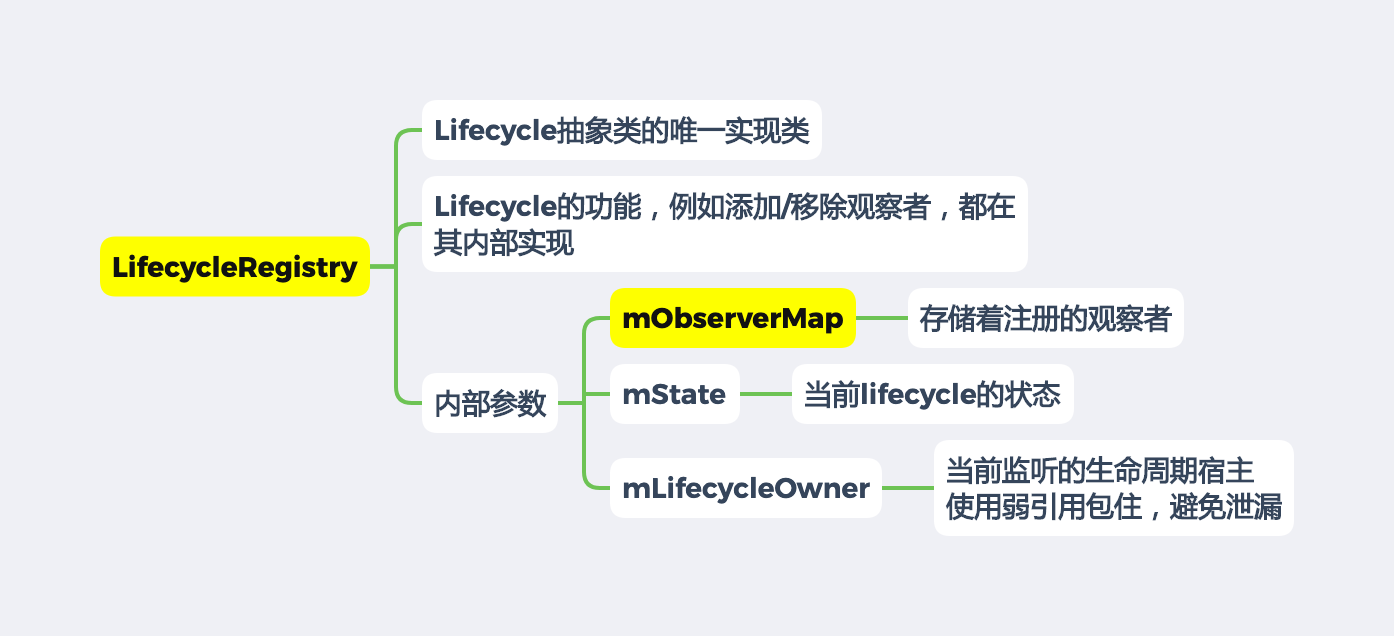 Lifecycle抽象类的唯一实现类
Lifecycle的功能，例如添加/移除观察者，都在
其内部实现
LifecycleRegistry
mObserverMap
存储着注册的观察者
内部参数
mState
当前lifecycle的状态
mLifecycleOwner
当前监听的生命周期宿主
使用弱引用包住，避免泄漏